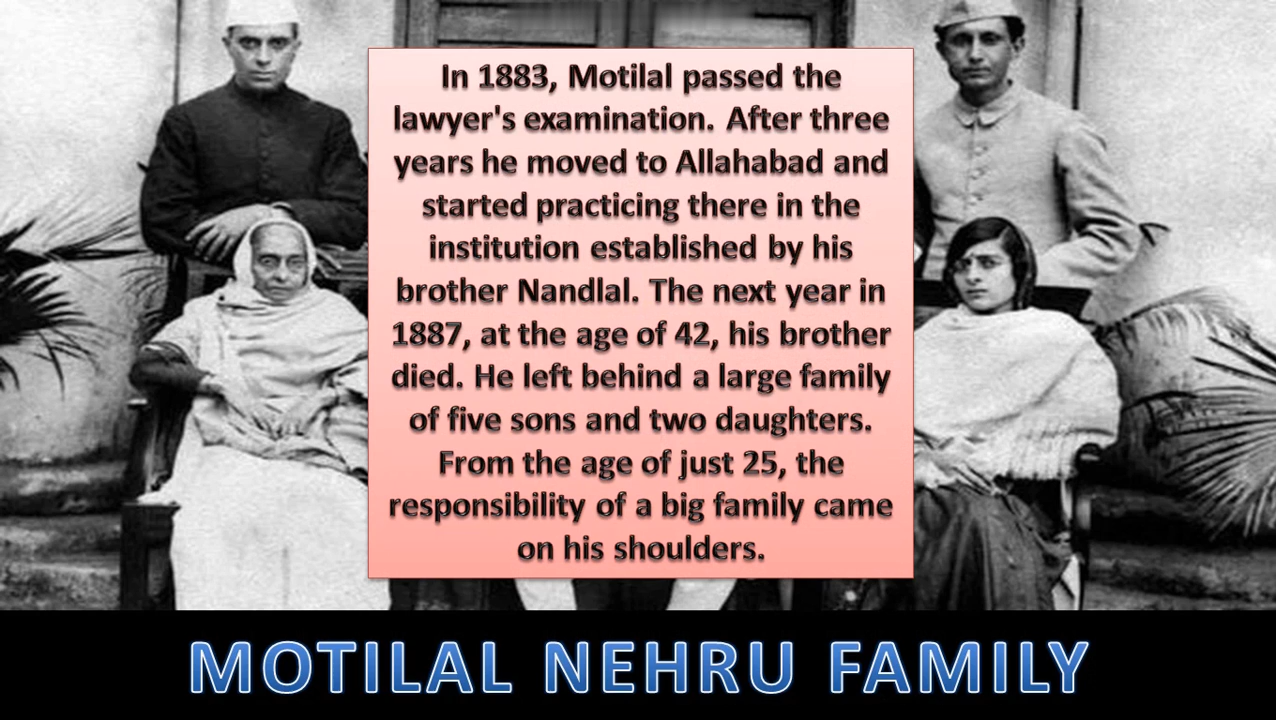 In 1883, Motilal passed the
lawyer's examination. After three
years he moved to Allahabad and
started practicing there in the
institution established by his
brother Nandlal. The next year in
1887, at the age of 42, his brother
died. He left behind a large family
of five sons and two daughters.
From the age of just 25, the
responsibility of a big family came
on his shoulders.
MOTILAL NEHRU FAMILY